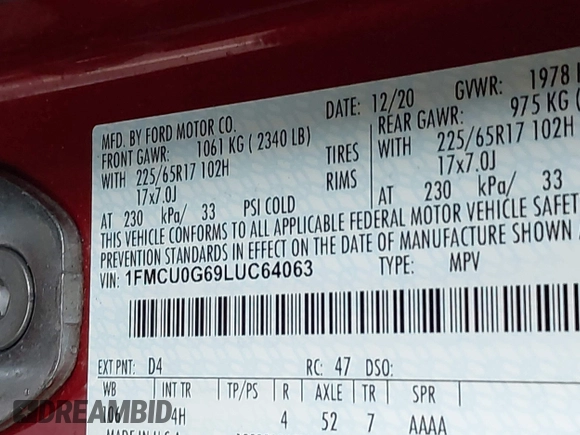 DATE: 12/20 GVWR: 1978
MFD. BY FORD MOTOR CO.
FRONT GAWR: 1061 KG ( 2340 LB) REAR GAWR: 975 KG (
WITH 225/65R17 102H TIRES WITH 225/65R17 102H
17x7.0J RIMS 17x7.0J
AT 230 kPa/ 33 PSI COLD AT 230 kPa/ 33
THIS VEHICLE CONFORMS TO ALL APPLICABLE FEDERAL MOTOR VEHICLE SAFET
PREVENTION STANDARDS IN EFFECT ON THE DATE OF MANUFACTURE SHOWN
VIN: 1FMCU0G69LUC64063 TYPE: MPV
EXT PNT: D4 RC: 47 DSO:
WB INT TR TP/PS R AXLE TR SPR
106 4H 4 52 7 AAAA
MADE IN U.S.A.
DREAMBID